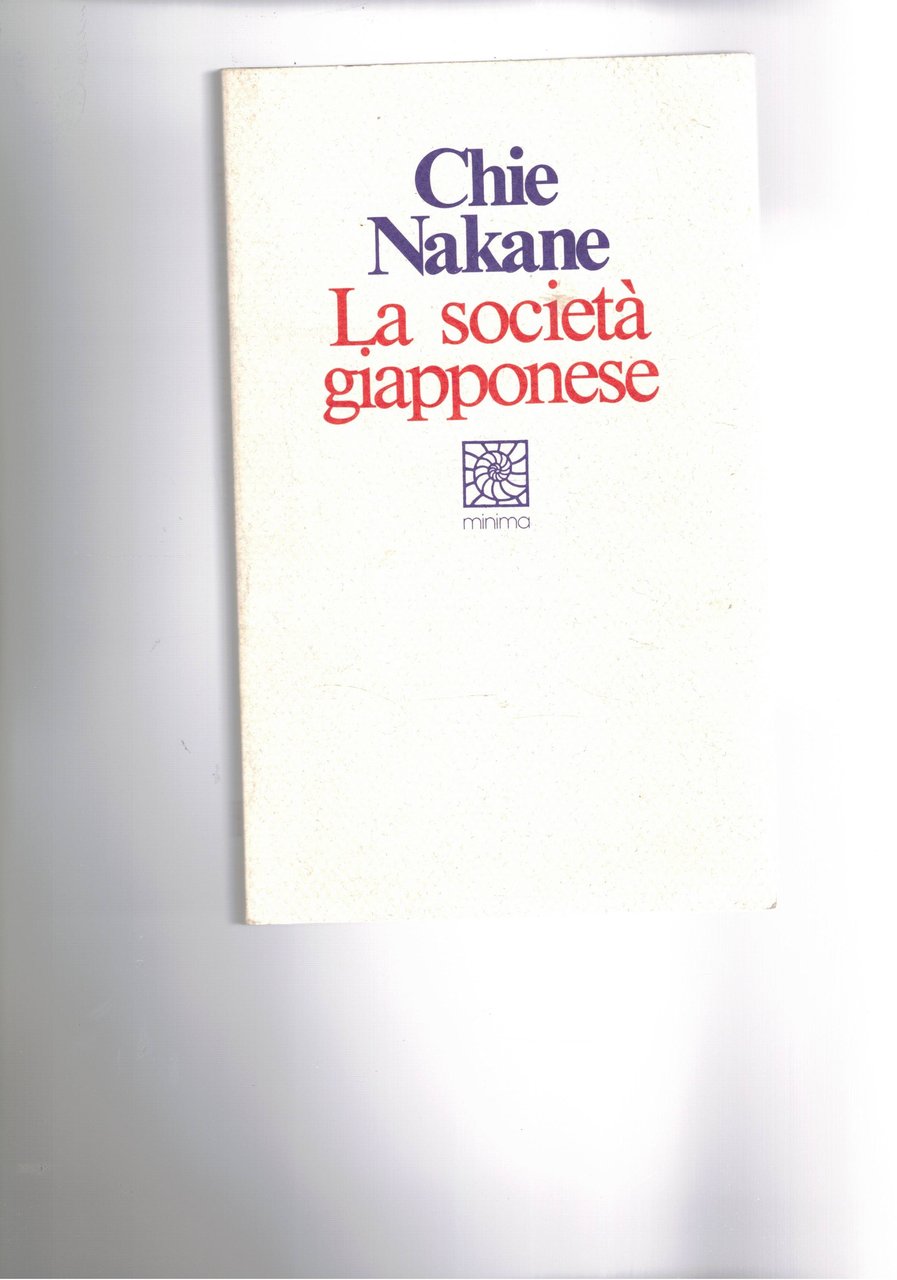 Chie
Nakane
La società
giapponese
minima